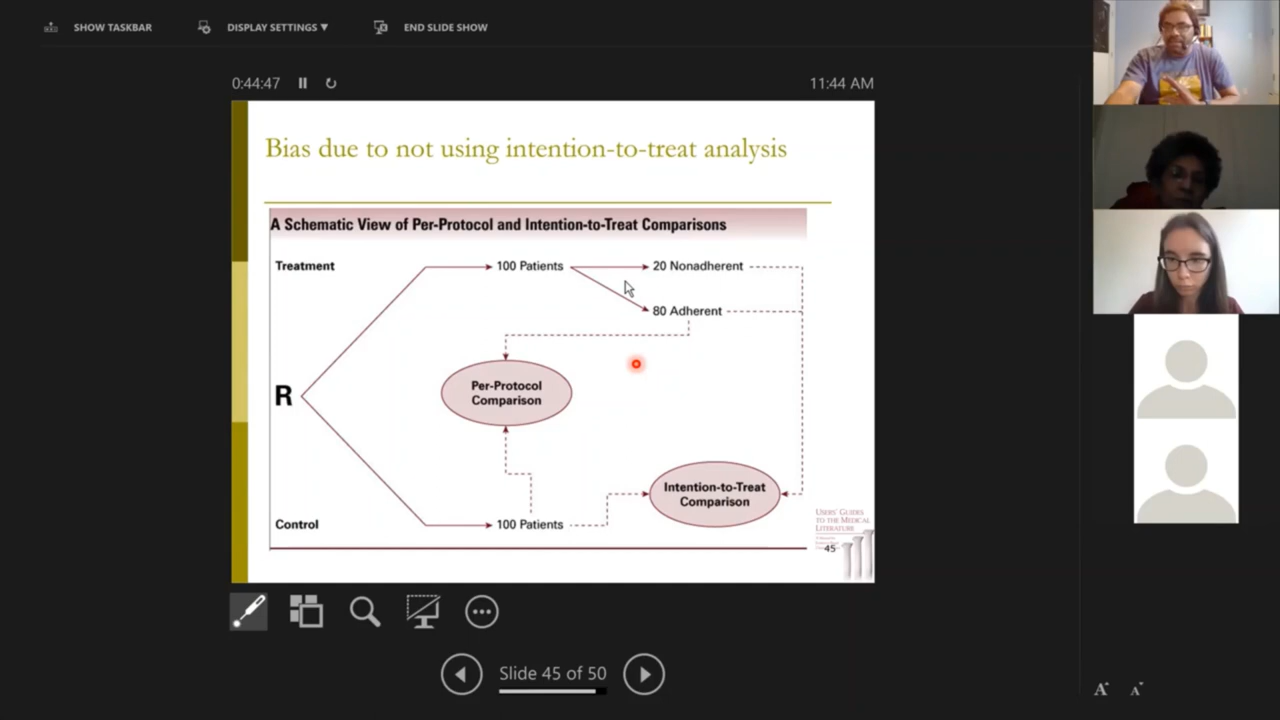 SHOW TASKBAR
DISPLAY SETTINGS ▼
END SLIDE SHOW
0:44:47
11:44 AM
Bias due to not using intention-to-treat analysis
A Schematic View of Per-Protocol and Intention-to-Treat Comparisons
Treatment
100 Patients
20 Nonadherent
80 Adherent
R
Per-Protocol
Comparison
Intention-to-Treat
Comparison
Control
100 Patients
USERS' GUIDES
TO THE MEDICAL
LITERATURE
45
Slide 45 of 50
A
A